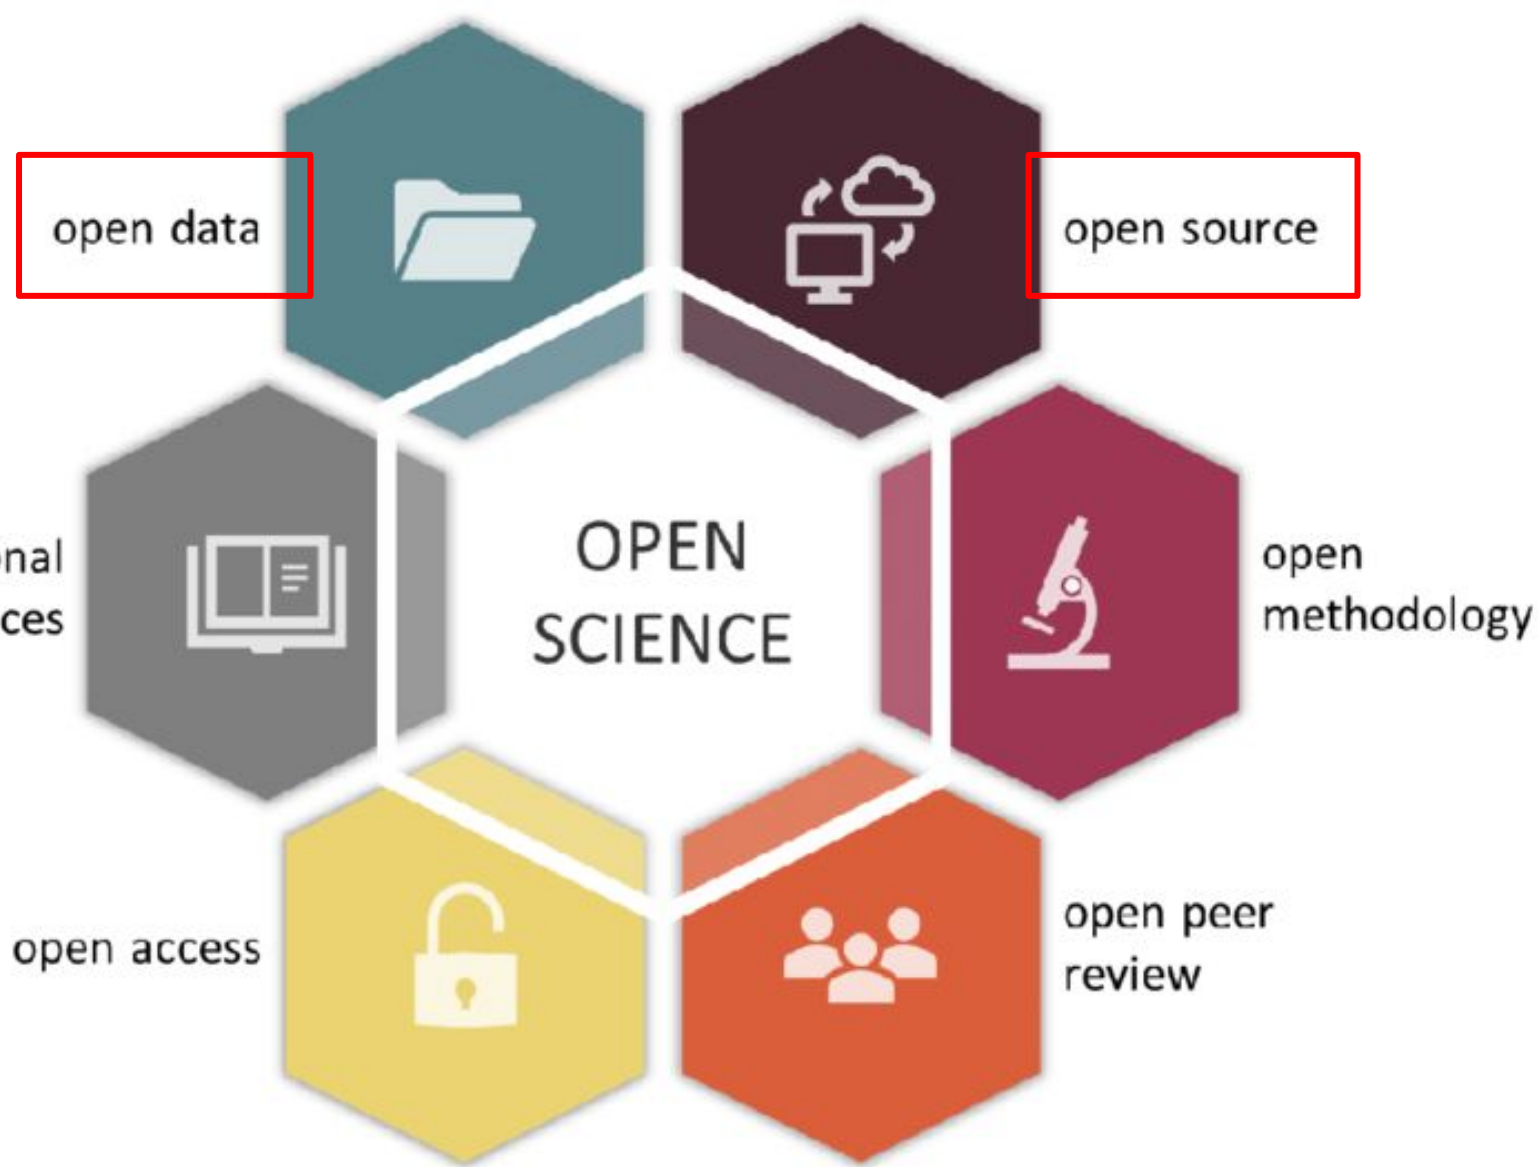 open data
open source
OPEN
SCIENCE
open
methodology
open access
open peer
review